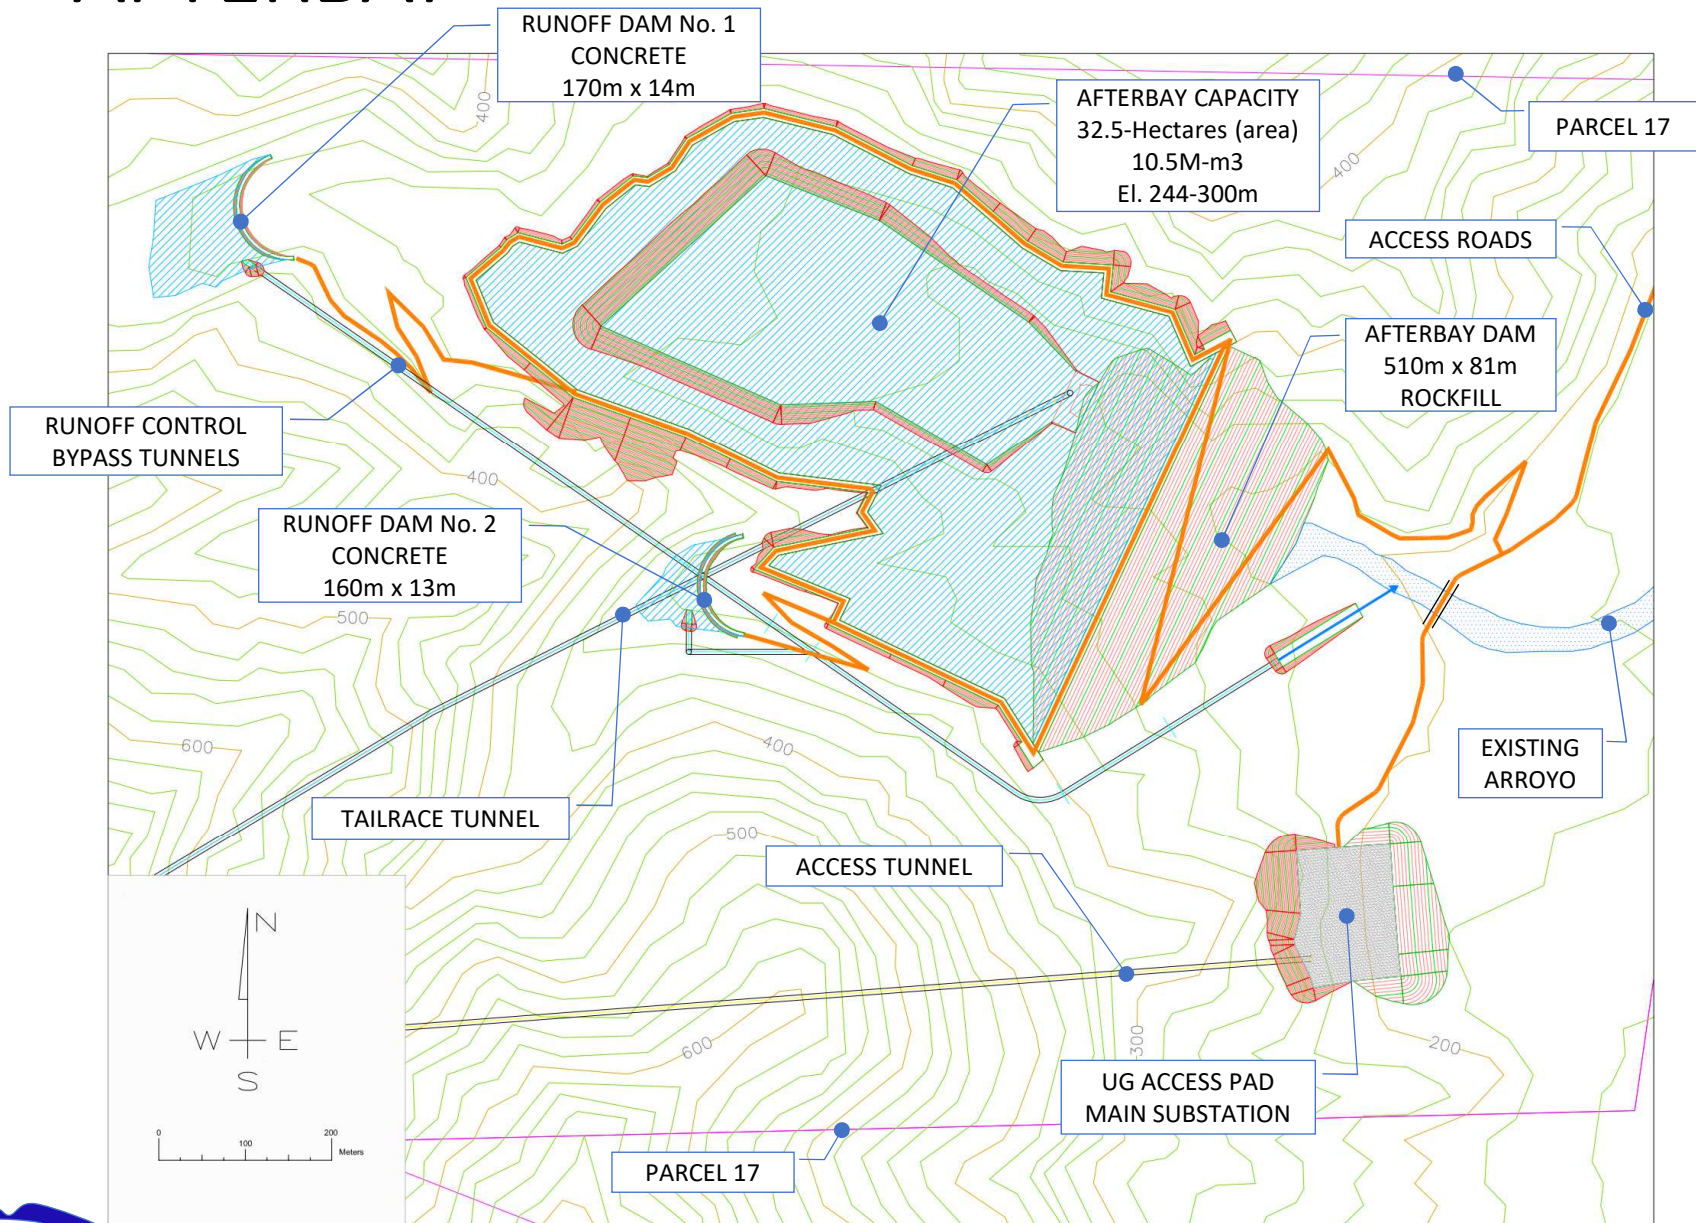 RUNOFF DAM No. 1
CONCRETE
170m x 14m
AFTERBAY CAPACITY
32.5-Hectares (area)
10.5M-m3
El. 244-300m
PARCEL 17
400
400
ACCESS ROADS
AFTERBAY DAM
510m x 81m
ROCKFILL
RUNOFF CONTROL
BYPASS TUNNELS
400
RUNOFF DAM No. 2
CONCRETE
160m x 13m
500
600
400
EXISTING
ARROYO
TAILRACE TUNNEL
500
ACCESS TUNNEL
N
W E
S
600
300
200
UG ACCESS PAD
MAIN SUBSTATION
0 100 200
Meters
PARCEL 17